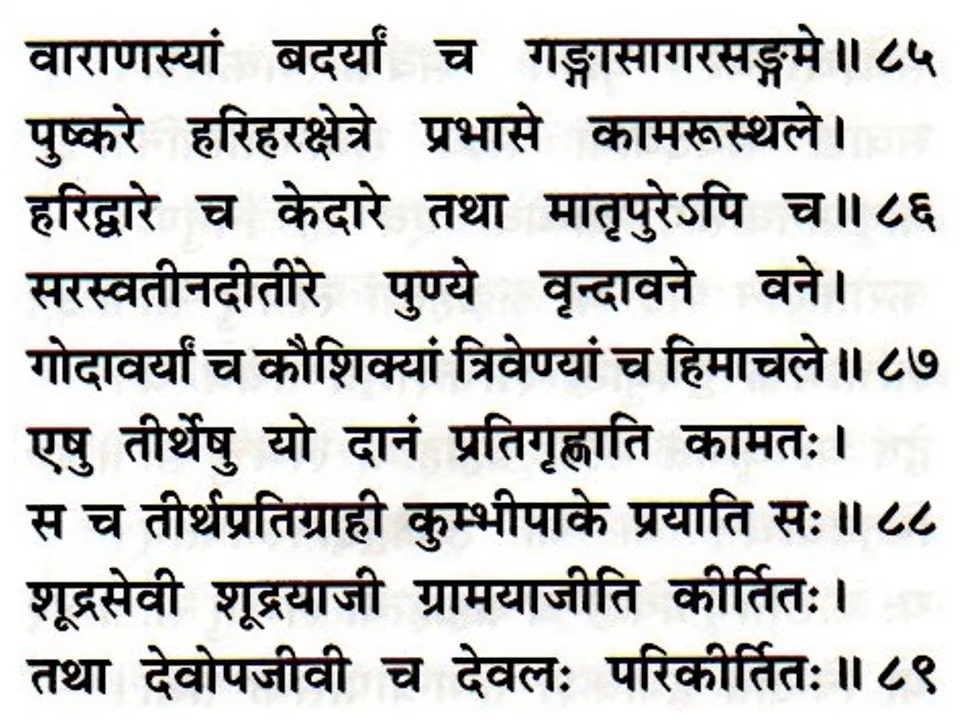 वाराणस्यां बदर्यां च गङ्गासागरसङ्गमे॥ ८५
पुष्करे हरिहरक्षेत्रे प्रभासे कामरूस्थले।
हरिद्वारे च केदारे तथा मातृपुरेऽपि च॥ ८६
सरस्वतीनदीतीरे पुण्ये वृन्दावने वने।
गोदावर्यां च कौशिक्यां त्रिवेण्यां च हिमाचले॥ ८७
एषु तीर्थेषु यो दानं प्रतिगृह्णाति कामतः।
स च तीर्थप्रतिग्राही कुम्भीपाके प्रयाति सः॥ ८८
शूद्रसेवी शूद्रयाजी ग्रामयाजीति कीर्तितः।
तथा देवोपजीवी च देवलः परिकीर्तितः॥ ८९